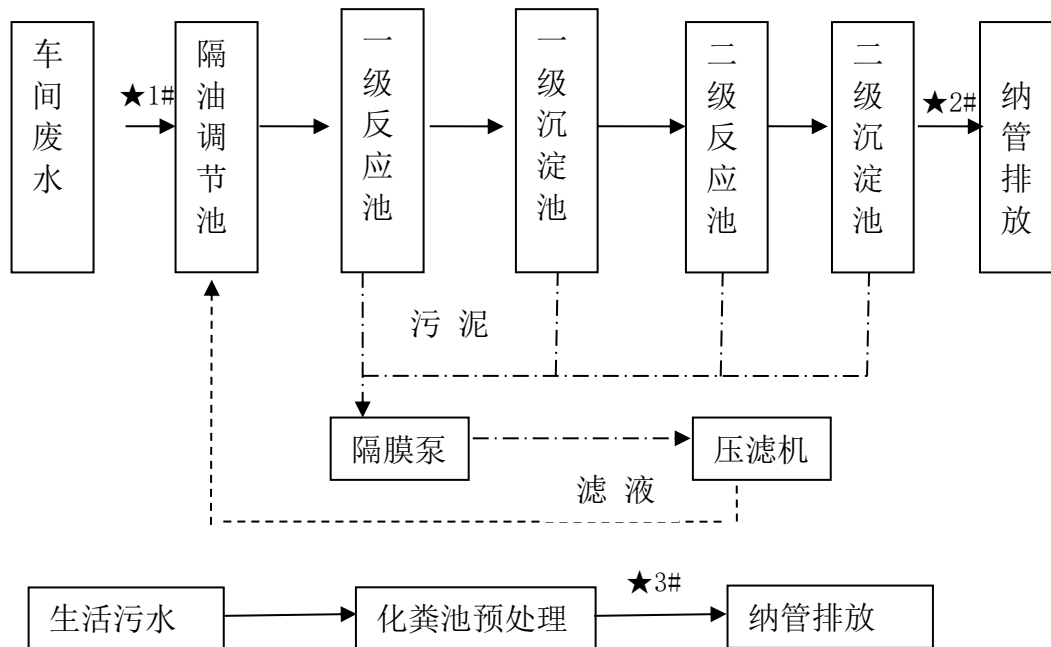 车间废水
★1#
隔油调节池
一级反应池
一级沉淀池
二级反应池
二级沉淀池
★2#
纳管排放
污 泥
隔膜泵
压滤机
滤 液
★3#
生活污水
化粪池预处理
纳管排放